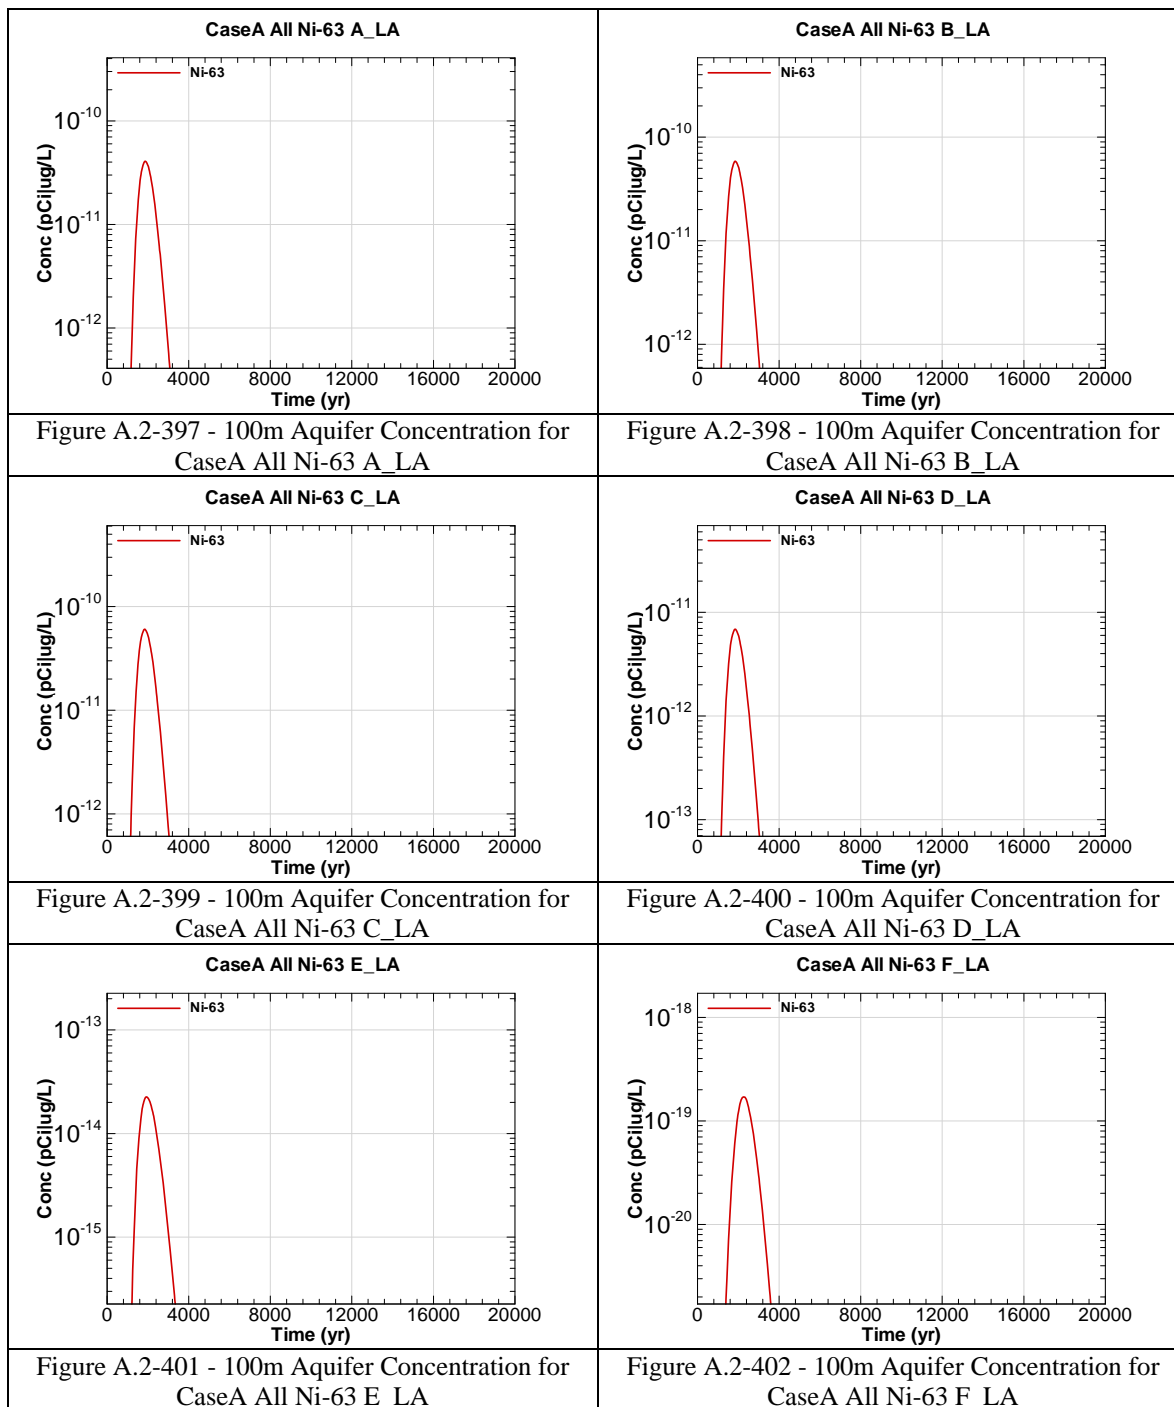 CaseA All Ni-63 A_LA
Ni-63
Conc (pCi|ug/L)
10-10
10-11
10-12
0 4000 8000 12000 16000 20000
Time (yr)
Figure A.2-397 - 100m Aquifer Concentration for
CaseA All Ni-63 A_LA
CaseA All Ni-63 B_LA
Ni-63
Conc (pCi|ug/L)
10-10
10-11
10-12
0 4000 8000 12000 16000 20000
Time (yr)
Figure A.2-398 - 100m Aquifer Concentration for
CaseA All Ni-63 B_LA
CaseA All Ni-63 C_LA
Ni-63
Conc (pCi|ug/L)
10-10
10-11
10-12
0 4000 8000 12000 16000 20000
Time (yr)
Figure A.2-399 - 100m Aquifer Concentration for
CaseA All Ni-63 C_LA
CaseA All Ni-63 D_LA
Ni-63
Conc (pCi|ug/L)
10-11
10-12
10-13
0 4000 8000 12000 16000 20000
Time (yr)
Figure A.2-400 - 100m Aquifer Concentration for
CaseA All Ni-63 D_LA
CaseA All Ni-63 E_LA
Ni-63
Conc (pCi|ug/L)
10-13
10-14
10-15
0 4000 8000 12000 16000 20000
Time (yr)
Figure A.2-401 - 100m Aquifer Concentration for
CaseA All Ni-63 E_LA
CaseA All Ni-63 F_LA
Ni-63
Conc (pCi|ug/L)
10-18
10-19
10-20
0 4000 8000 12000 16000 20000
Time (yr)
Figure A.2-402 - 100m Aquifer Concentration for
CaseA All Ni-63 F_LA